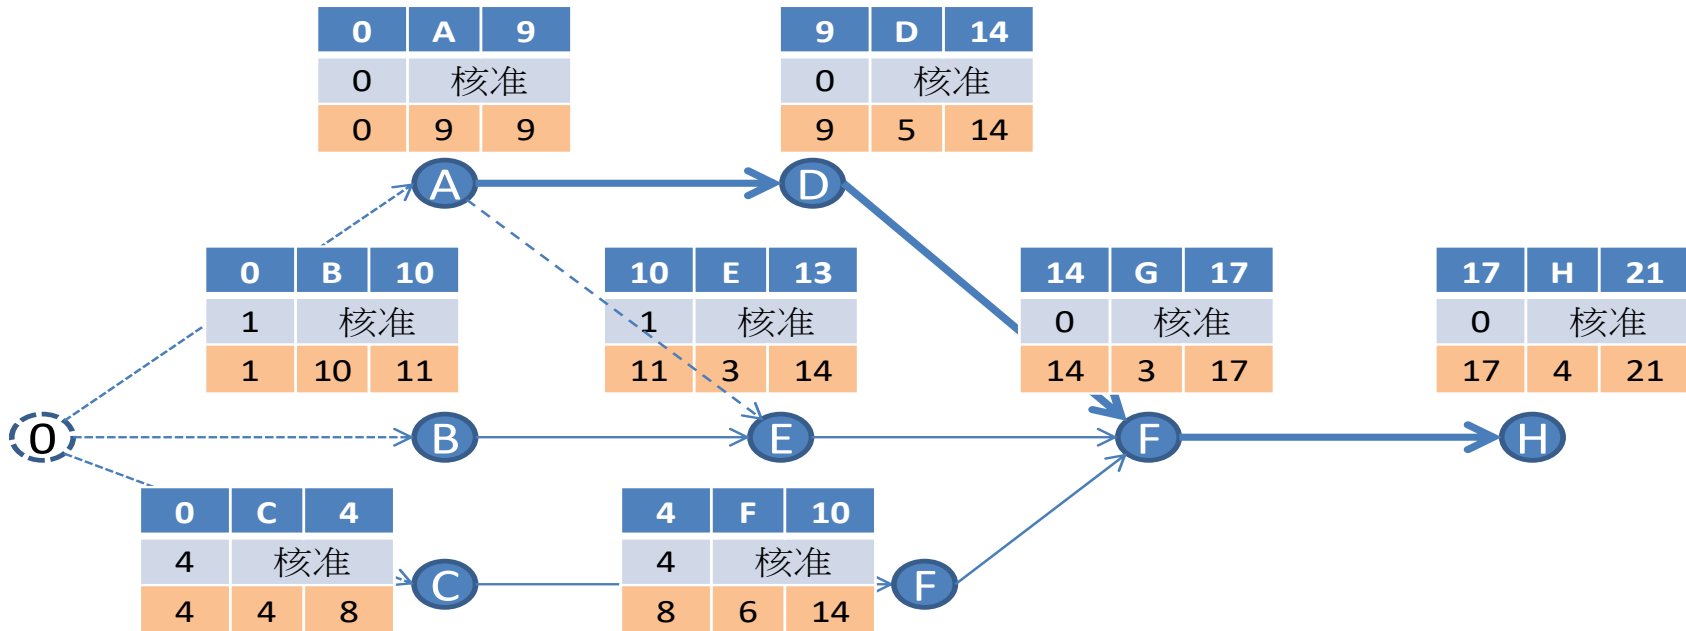 0 A 9
0 核准
0 9 9
9 D 14
0 核准
9 5 14
A
D
0 B 10
1 核准
1 10 11
10 E 13
1 核准
11 3 14
14 G 17
0 核准
14 3 17
17 H 21
0 核准
17 4 21
0
B
E
F
H
0 C 4
4 核准
4 4 8
4 F 10
4 核准
8 6 14
C
F